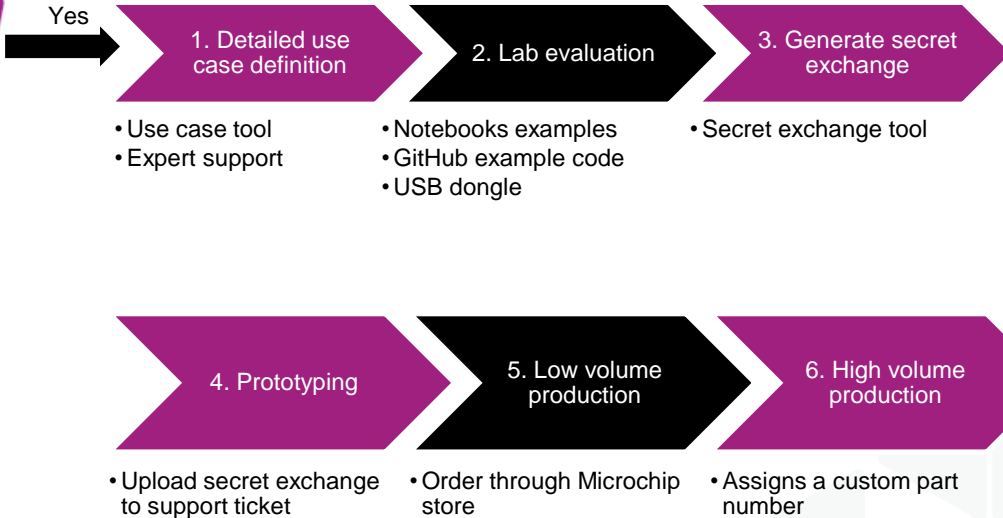 Yes
1. Detailed use
case definition
2. Lab evaluation
3. Generate secret
exchange
• Use case tool
• Expert support
• Notebooks examples
• GitHub example code
• USB dongle
• Secret exchange tool
4. Prototyping
5. Low volume
production
6. High volume
production
• Upload secret exchange
to support ticket
• Order through Microchip
store
• Assigns a custom part
number